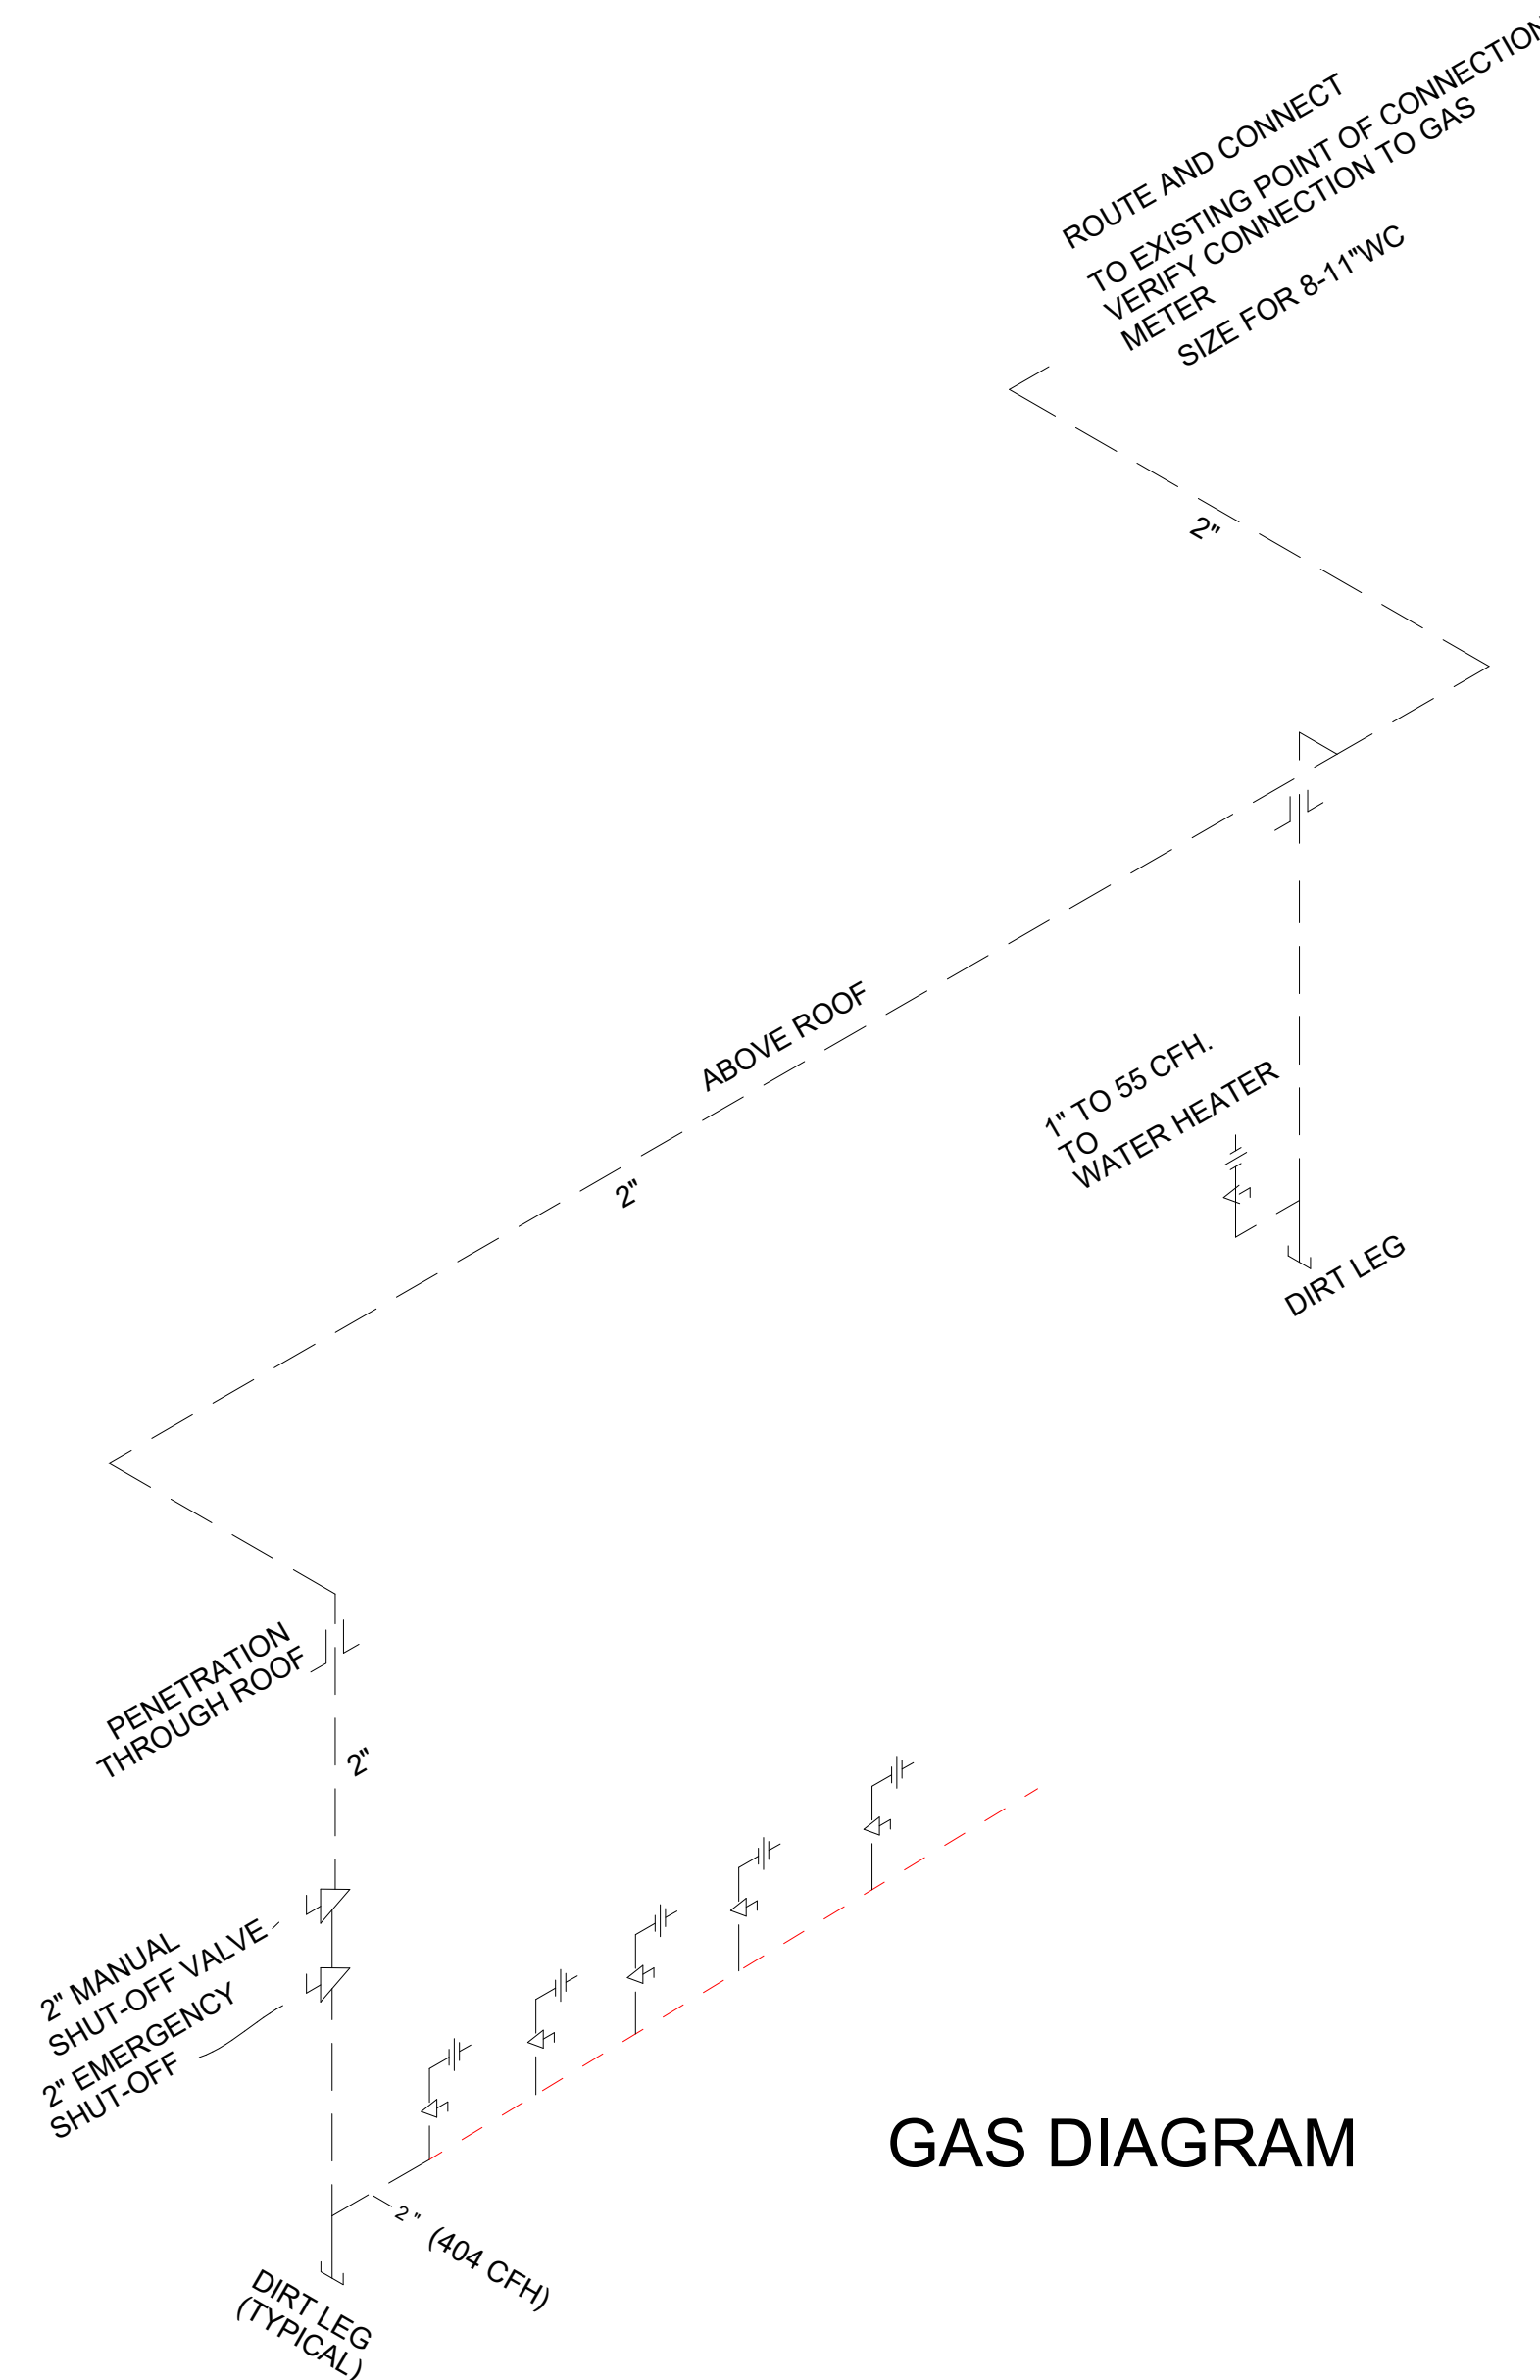 ROUTE AND CONNECT
TO EXISTING POINT OF CONNECTION
VERIFY CONNECTION TO GAS
METER
SIZE FOR 8-11"WC
2"
ABOVE ROOF
2"
1" TO 55 CFH.
TO
WATER HEATER
DIRT LEG
PENETRATION
THROUGH ROOF
2"
2" MANUAL
SHUT-OFF VALVE
2" EMERGENCY
SHUT-OFF
GAS DIAGRAM
2" (404 CFH)
DIRT LEG
(TYPICAL)